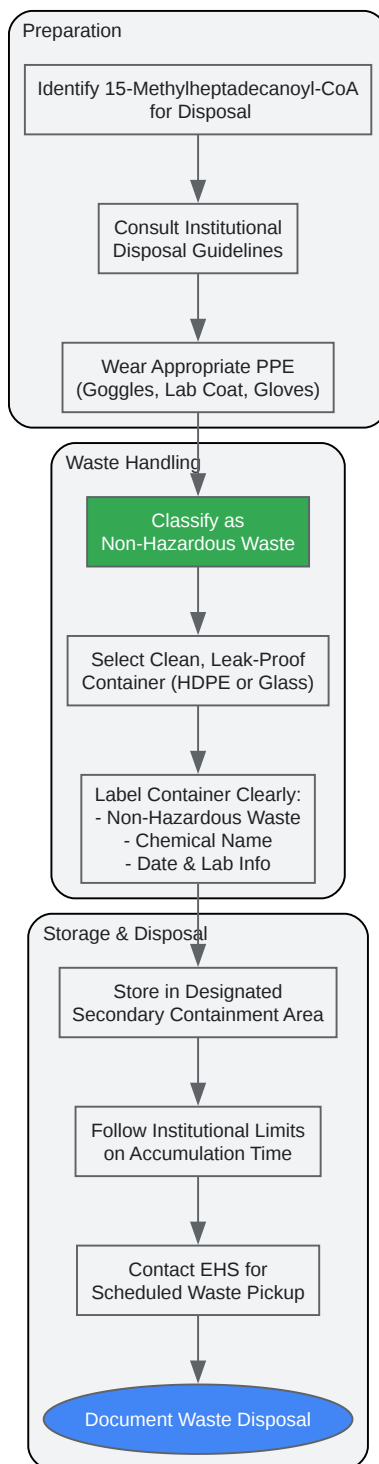 Preparation
Identify 15-Methylheptadecanoyl-CoA
for Disposal
Consult Institutional
Disposal Guidelines
Wear Appropriate PPE
(Goggles, Lab Coat, Gloves)
Waste Handling
Classify as
Non-Hazardous Waste
Select Clean, Leak-Proof
Container (HDPE or Glass)
Label Container Clearly:
- Non-Hazardous Waste
- Chemical Name
- Date & Lab Info
Storage & Disposal
Store in Designated
Secondary Containment Area
Follow Institutional Limits
on Accumulation Time
Contact EHS for
Scheduled Waste Pickup
Document Waste Disposal